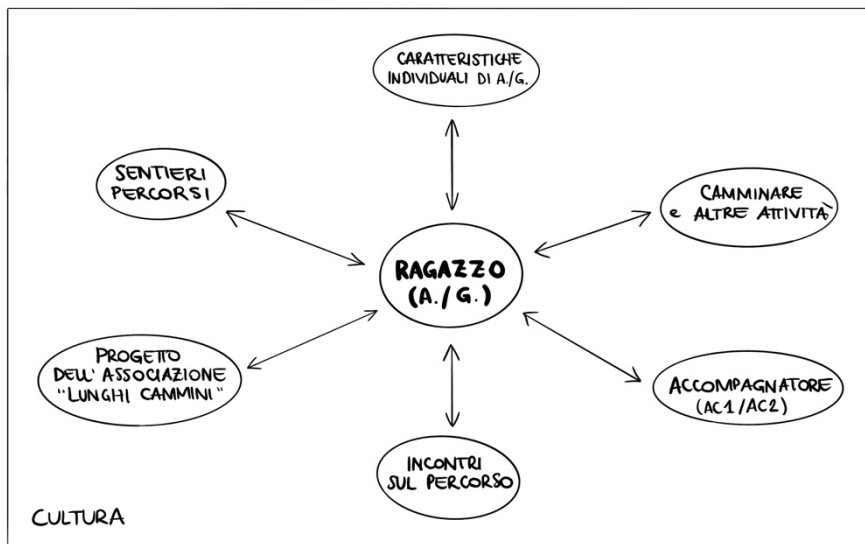 CARATTERISTICHE
INDIVIDUALI DI A./G.
SENTIERI
PERCORSI
CAMMINARE
e ALTRE ATTIVITÀ
RAGAZZO
(A./G.)
PROGETTO
DELL'ASSOCIAZIONE
"LUNGHI CAMMINI"
ACCOMPAGNATORE
(AC1/AC2)
INCONTRI
SUL PERCORSO
CULTURA